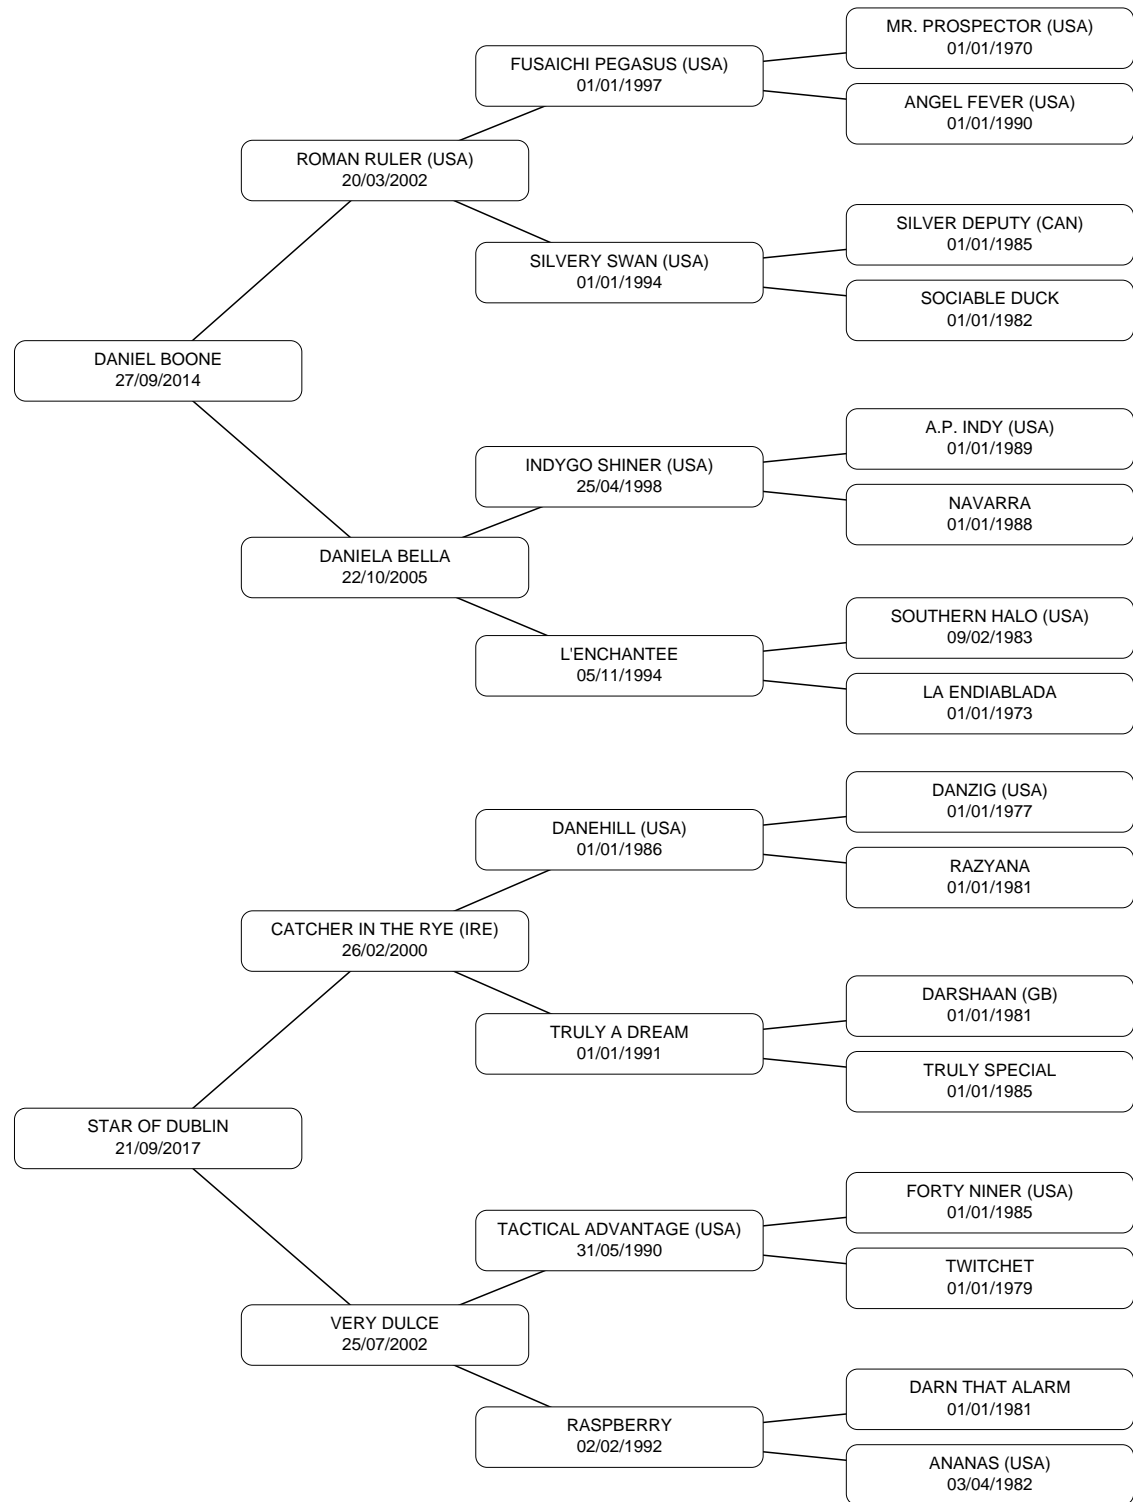 MR. PROSPECTOR (USA)
01/01/1970
FUSAICHI PEGASUS (USA)
01/01/1997
ANGEL FEVER (USA)
01/01/1990
ROMAN RULER (USA)
20/03/2002
SILVER DEPUTY (CAN)
01/01/1985
SILVERY SWAN (USA)
01/01/1994
SOCIABLE DUCK
01/01/1982
DANIEL BOONE
27/09/2014
A.P. INDY (USA)
01/01/1989
INDYGO SHINER (USA)
25/04/1998
NAVARRA
01/01/1988
DANIELA BELLA
22/10/2005
SOUTHERN HALO (USA)
09/02/1983
L'ENCHANTEE
05/11/1994
LA ENDIABLADA
01/01/1973
DANZIG (USA)
01/01/1977
DANEHILL (USA)
01/01/1986
RAZYANA
01/01/1981
CATCHER IN THE RYE (IRE)
26/02/2000
DARSHAAN (GB)
01/01/1981
TRULY A DREAM
01/01/1991
TRULY SPECIAL
01/01/1985
STAR OF DUBLIN
21/09/2017
FORTY NINER (USA)
01/01/1985
TACTICAL ADVANTAGE (USA)
31/05/1990
TWITCHET
01/01/1979
VERY DULCE
25/07/2002
DARN THAT ALARM
01/01/1981
RASPBERRY
02/02/1992
ANANAS (USA)
03/04/1982